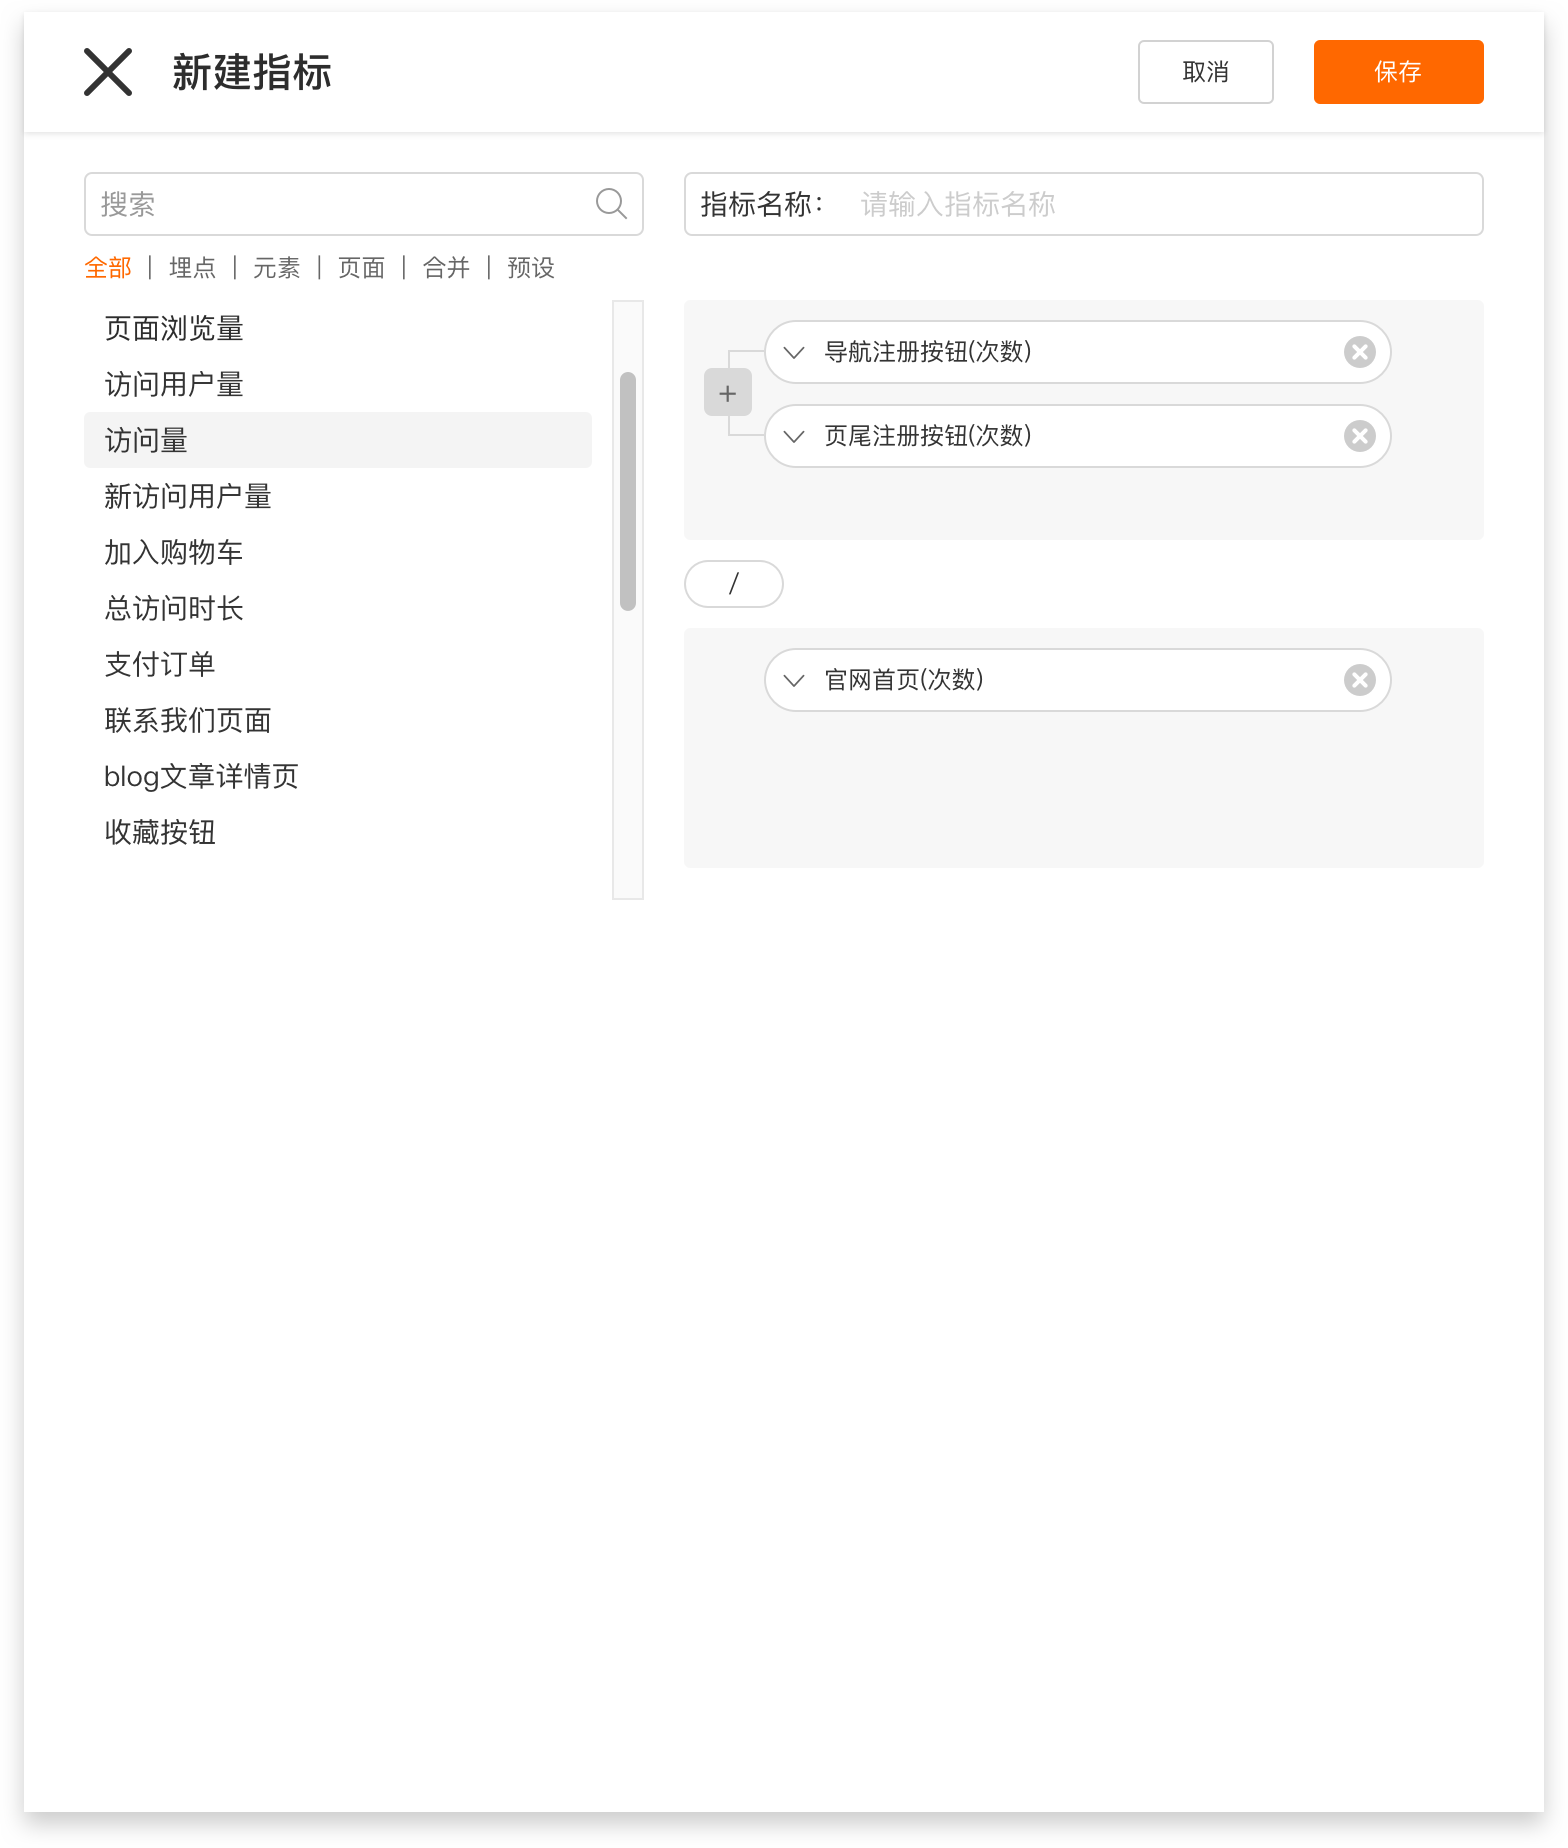 新建指标
取消
保存
搜索
指标名称：
请输入指标名称
全部 | 埋点 | 元素 | 页面 | 合并 | 预设
页面浏览量
访问用户量
访问量
新访问用户量
加入购物车
总访问时长
支付订单
联系我们页面
blog文章详情页
收藏按钮
导航注册按钮(次数)
+
页尾注册按钮(次数)
/
官网首页(次数)